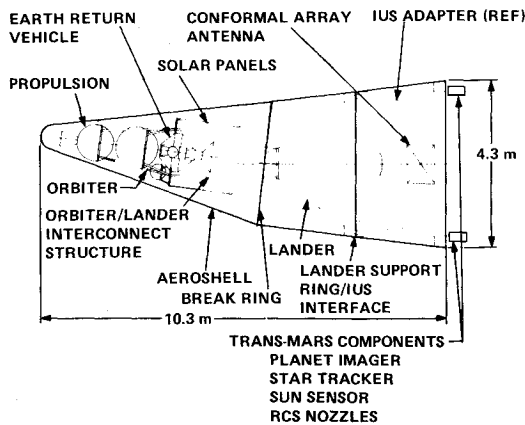 EARTH RETURN
VEHICLE
CONFORMAL ARRAY
ANTENNA
IUS ADAPTER (REF)
SOLAR PANELS
PROPULSION
4.3 m
ORBITER
ORBITER/LANDER
INTERCONNECT
STRUCTURE
LANDER
AEROSHELL
BREAK RING
LANDER SUPPORT
RING/IUS
INTERFACE
10.3 m
TRANS-MARS COMPONENTS
PLANET IMAGER
STAR TRACKER
SUN SENSOR
RCS NOZZLES